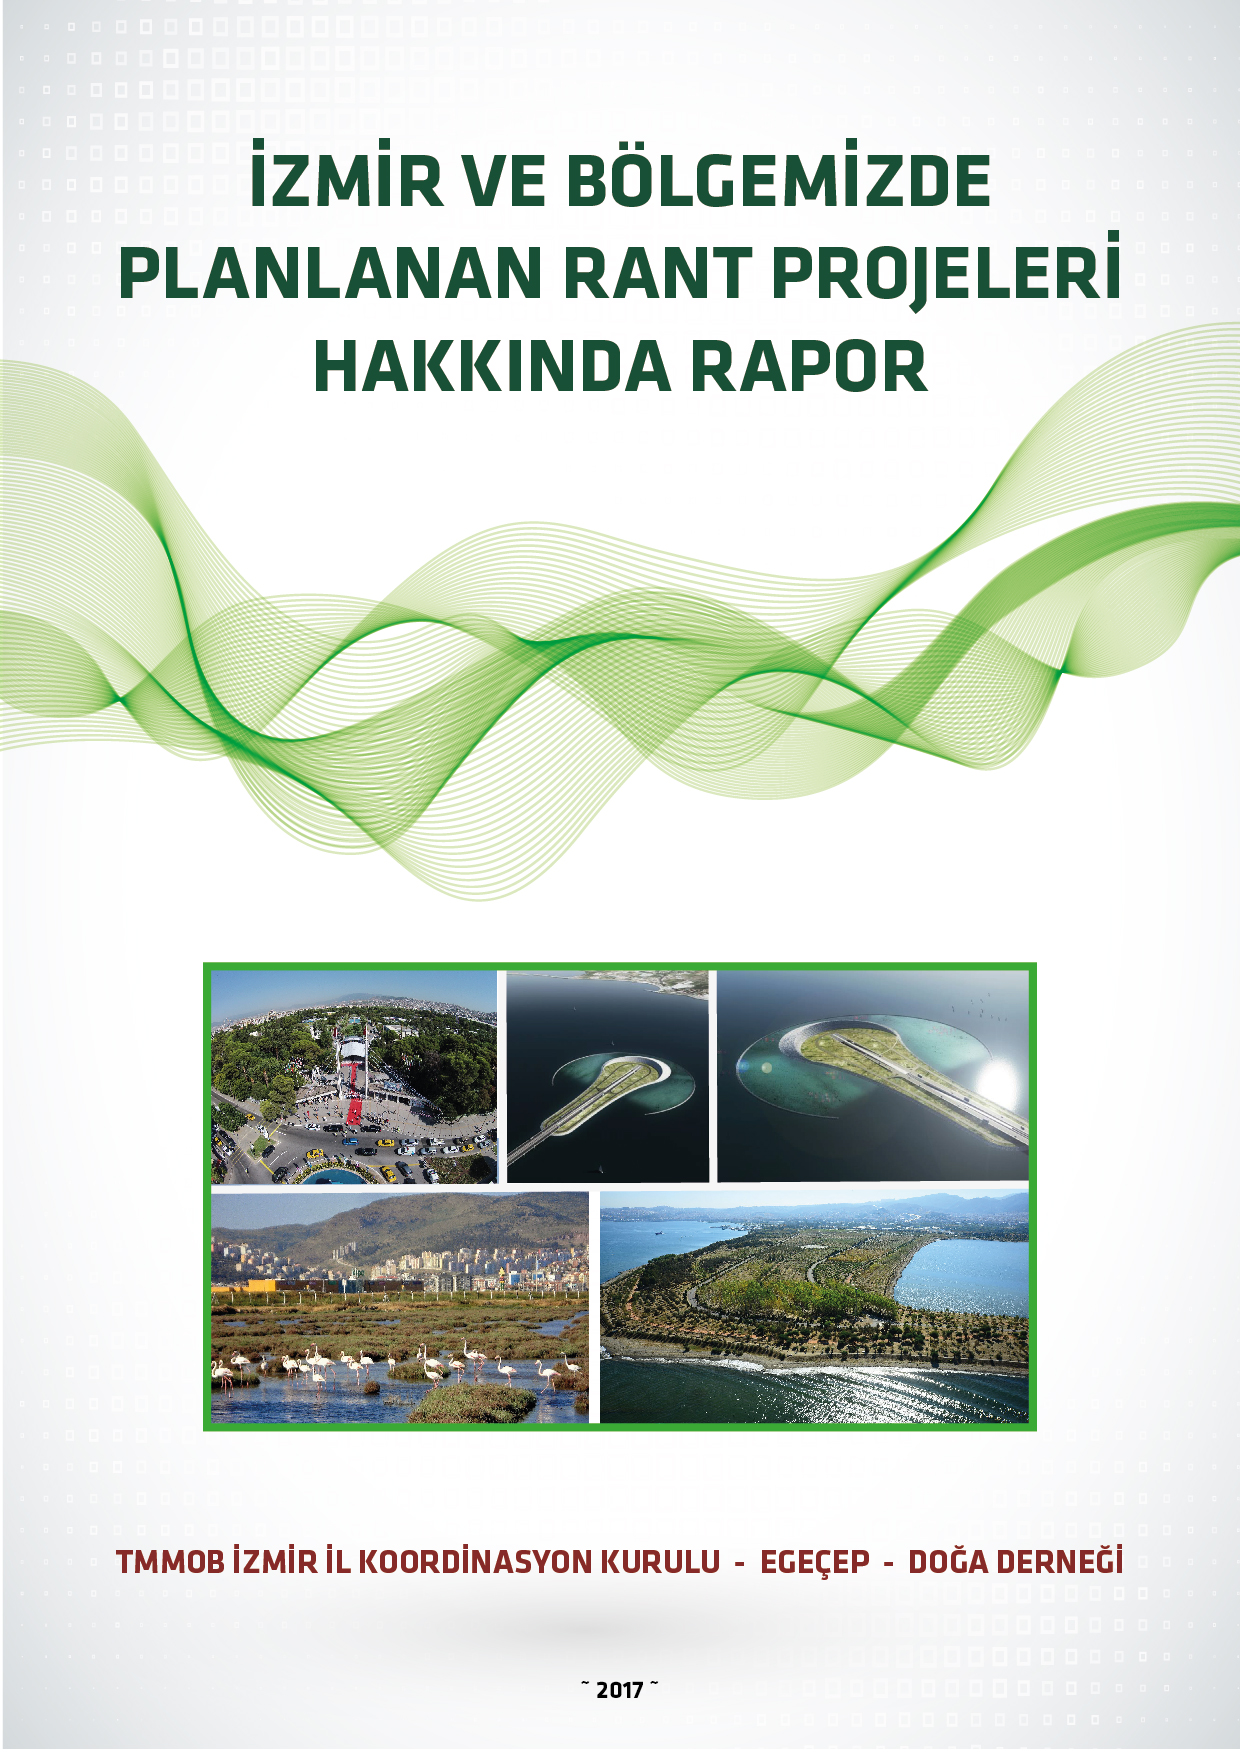 İZMİR VE BÖLGEMİZDE
PLANLANAN RANT PROJELERİ
HAKKINDA RAPOR
TMMOB İZMİR İL KOORDİNASYON KURULU - EGEÇEP - DOĞA DERNEĞİ
~ 2017 ~